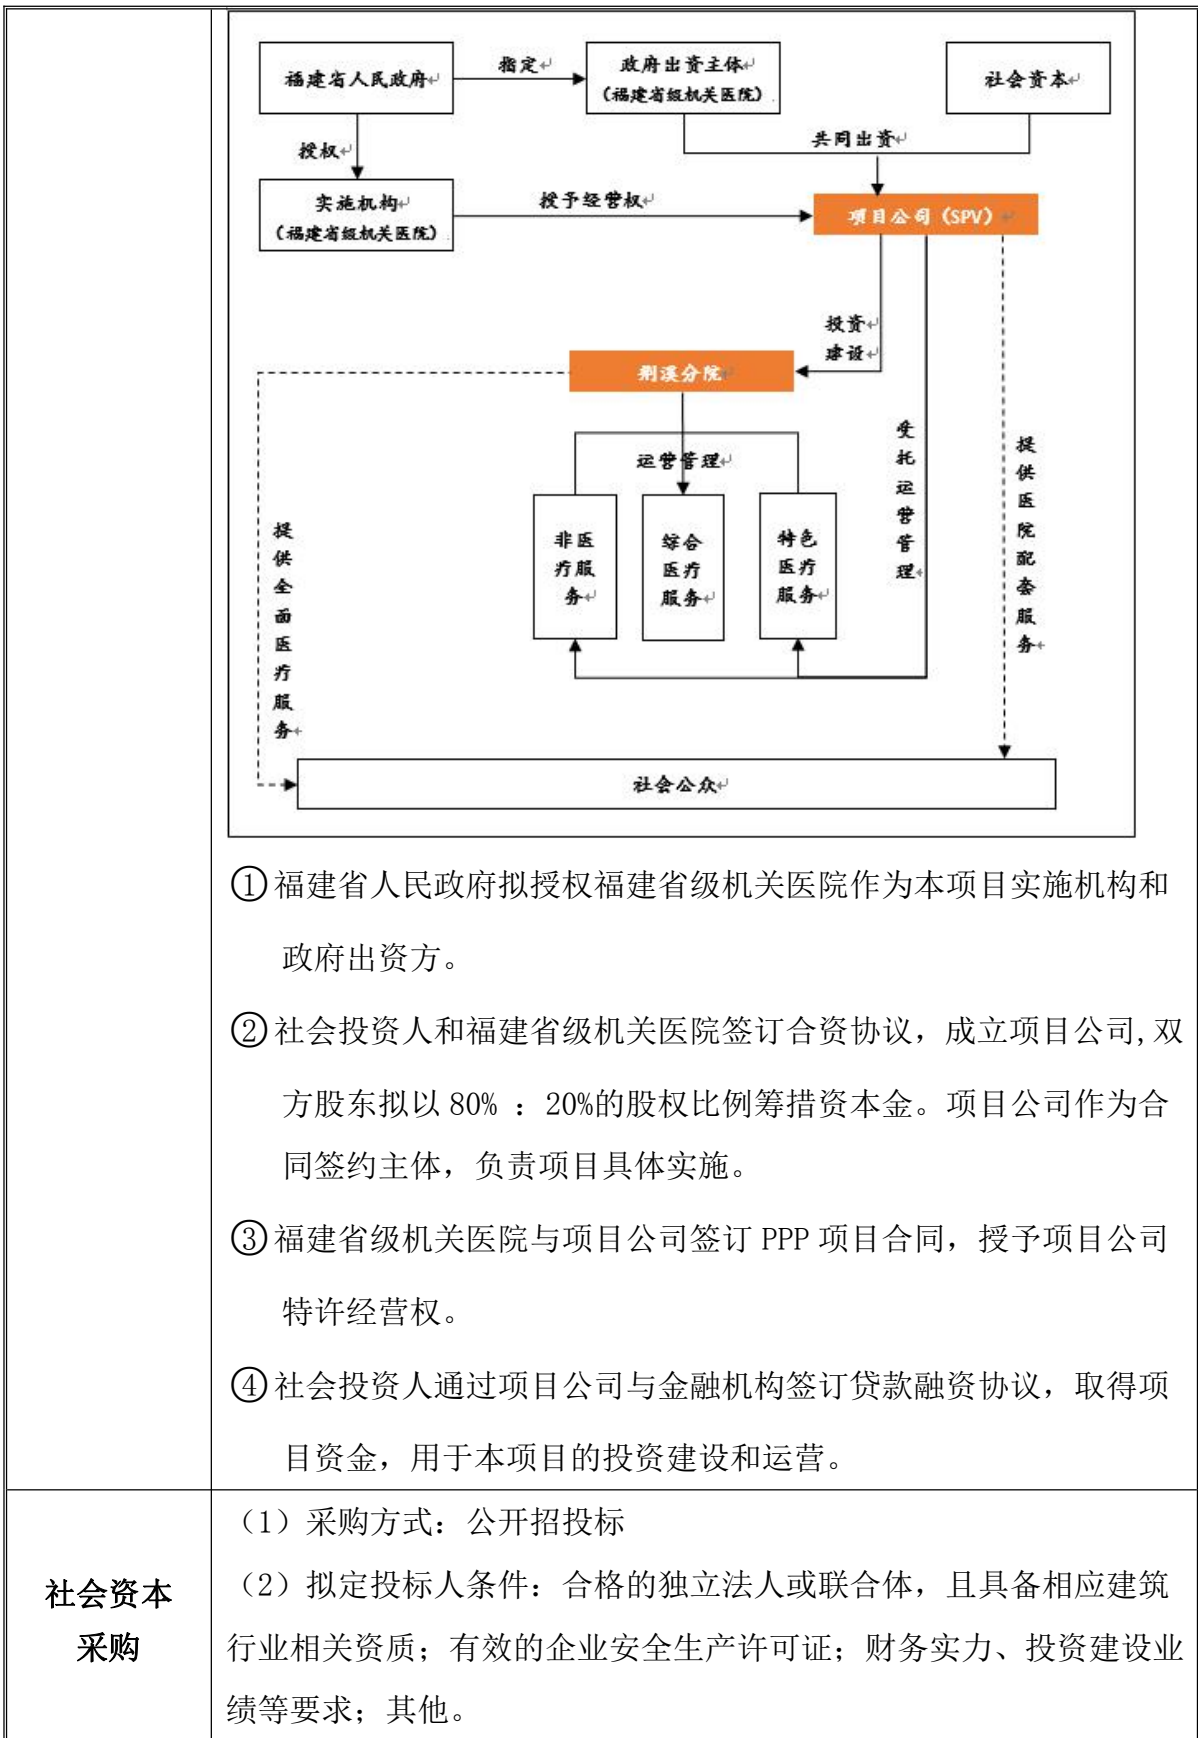 福建省人民政府
指定
政府出资主体
(福建省级机关医院)
社会资本
授权
共同出资
实施机构
(福建省级机关医院)
授予经营权
项目公司（SPV）
投资
建设
荆溪分院
运营管理
受托运营管理
提供医院配套服务
提供全面医疗服务
非医
疗服
务
综合
医疗
服务
特色
医疗
服务
社会公众
①福建省人民政府拟授权福建省级机关医院作为本项目实施机构和
政府出资方。
②社会投资人和福建省级机关医院签订合资协议，成立项目公司,双
方股东拟以 80% ：20%的股权比例筹措资本金。项目公司作为合
同签约主体，负责项目具体实施。
③福建省级机关医院与项目公司签订 PPP 项目合同，授予项目公司
特许经营权。
④社会投资人通过项目公司与金融机构签订贷款融资协议，取得项
目资金，用于本项目的投资建设和运营。
社会资本
采购
（1）采购方式：公开招投标
（2）拟定投标人条件：合格的独立法人或联合体，且具备相应建筑
行业相关资质；有效的企业安全生产许可证；财务实力、投资建设业
绩等要求；其他。